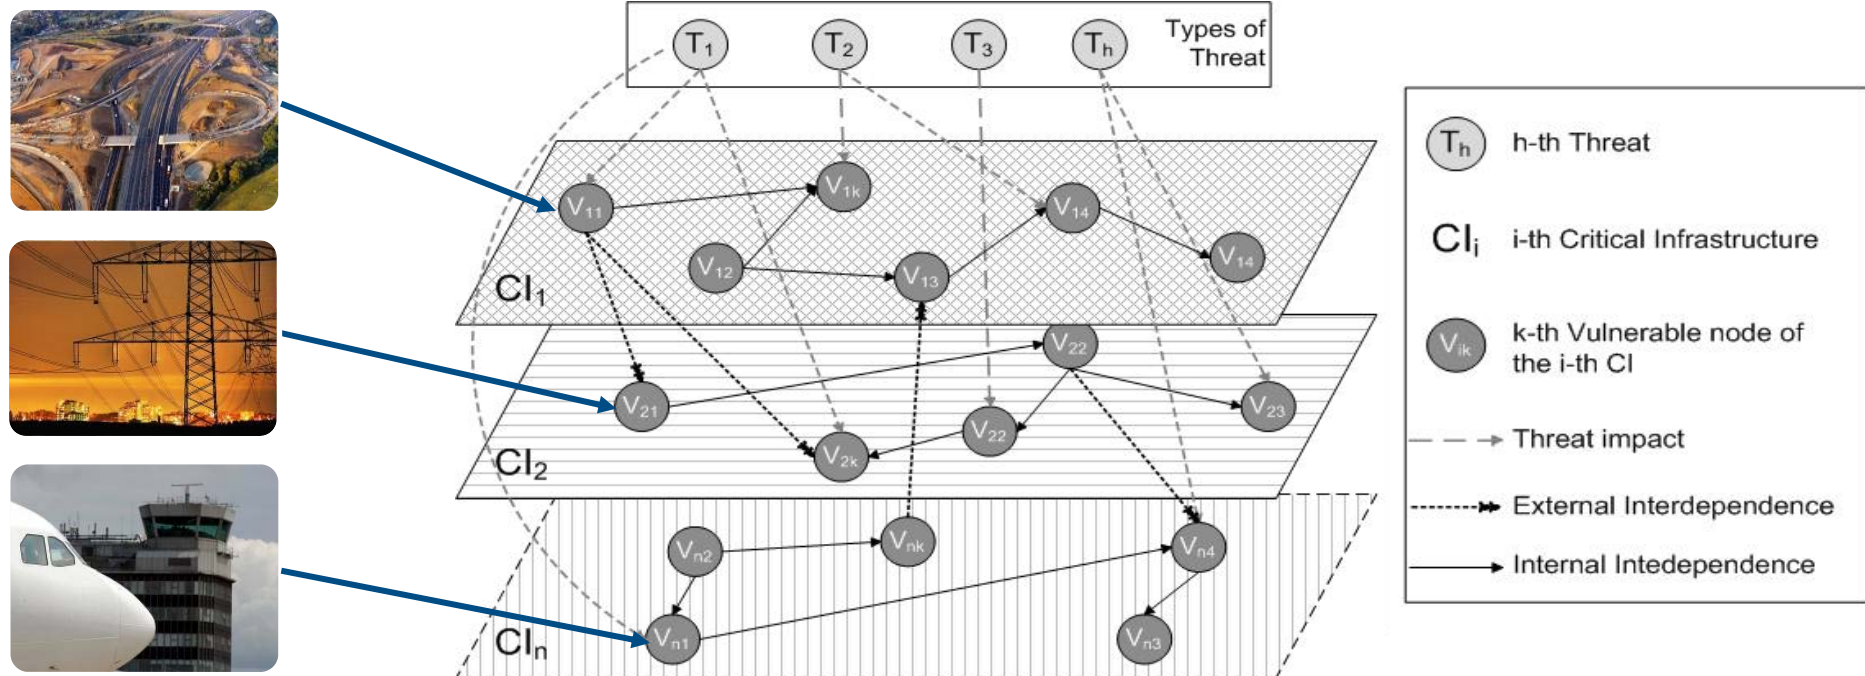 T1
T2
T3
Th
Types of
Threat
V11
V1k
V12
V13
V14
V14
CI1
V21
V22
V2k
V22
V23
CI2
Vn2
Vnk
Vn4
Vn1
Vn3
CIn
Th
h-th Threat
CIi
i-th Critical Infrastructure
Vik
k-th Vulnerable node of
the i-th CI
Threat impact
External Interdependence
Internal Intedependence